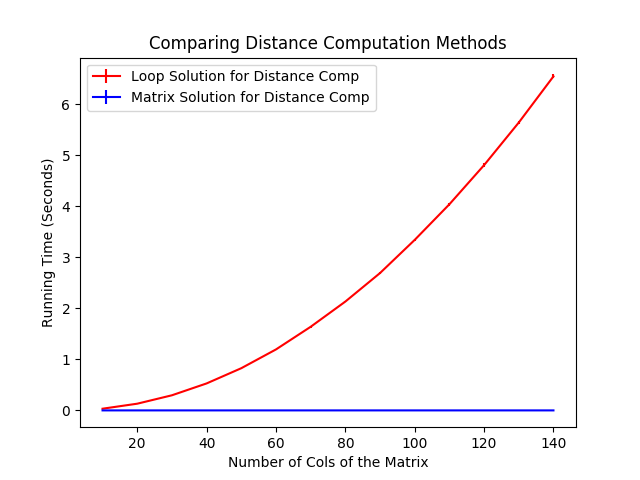 Comparing Distance Computation Methods
Loop Solution for Distance Comp
Matrix Solution for Distance Comp
Running Time (Seconds)
6
5
4
3
2
1
0
20 40 60 80 100 120 140
Number of Cols of the Matrix